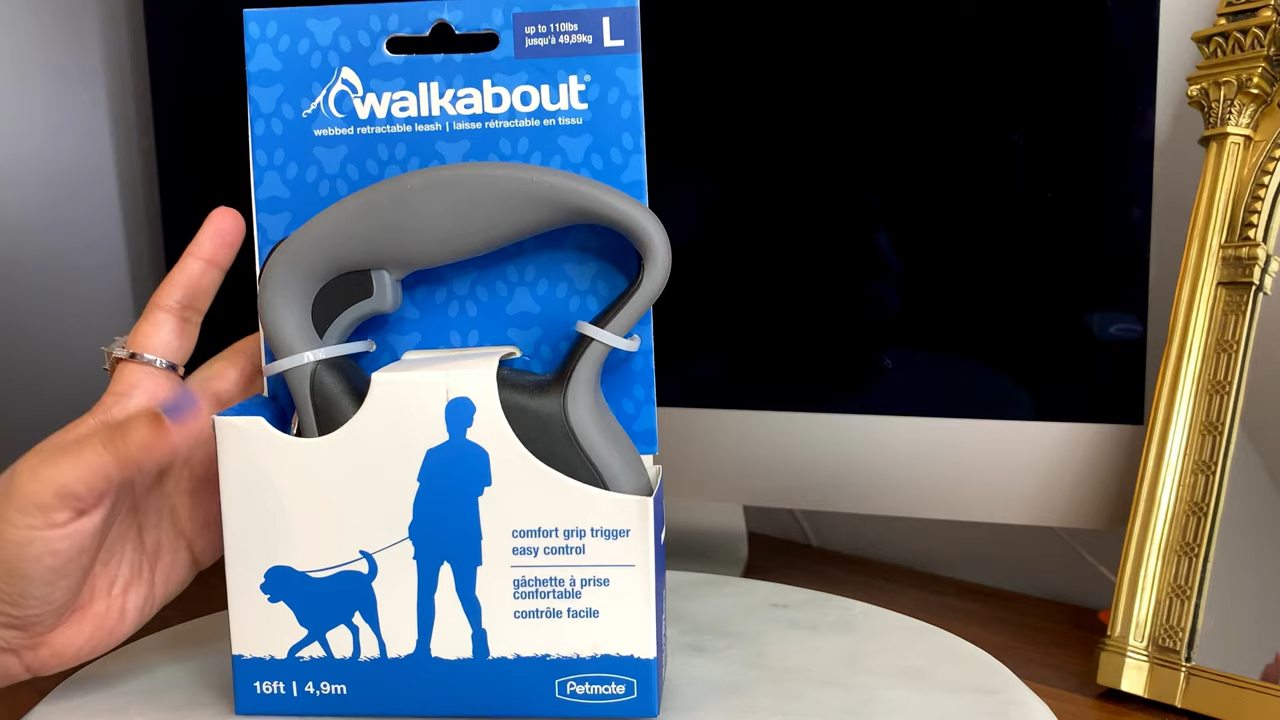 up to 110lbs
jusqu'à 49,89kg
L
walkabout®
webbed retractable leash | laisse rétractable en tissu
comfort grip trigger
easy control
gâchette à prise
confortable
contrôle facile
16ft | 4,9m
Petmate